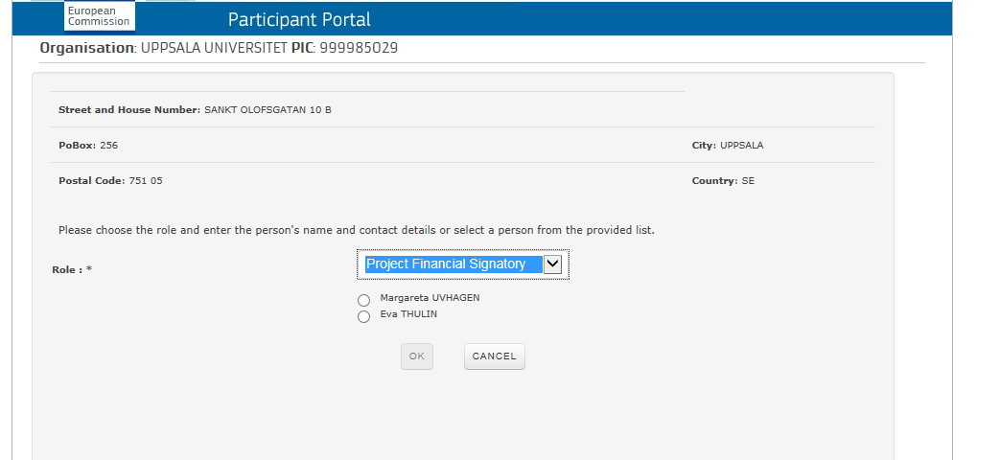 European
Commission
Participant Portal
Organisation: UPPSALA UNIVERSITET PIC: 999985029
Street and House Number: SANKT OLOFSGATAN 10 B
PoBox: 256 City: UPPSALA
Postal Code: 751 05 Country: SE
Please choose the role and enter the person's name and contact details or select a person from the provided list.
Role : * Project Financial Signatory
Margareta UVHAGEN
Eva THULIN
OK CANCEL